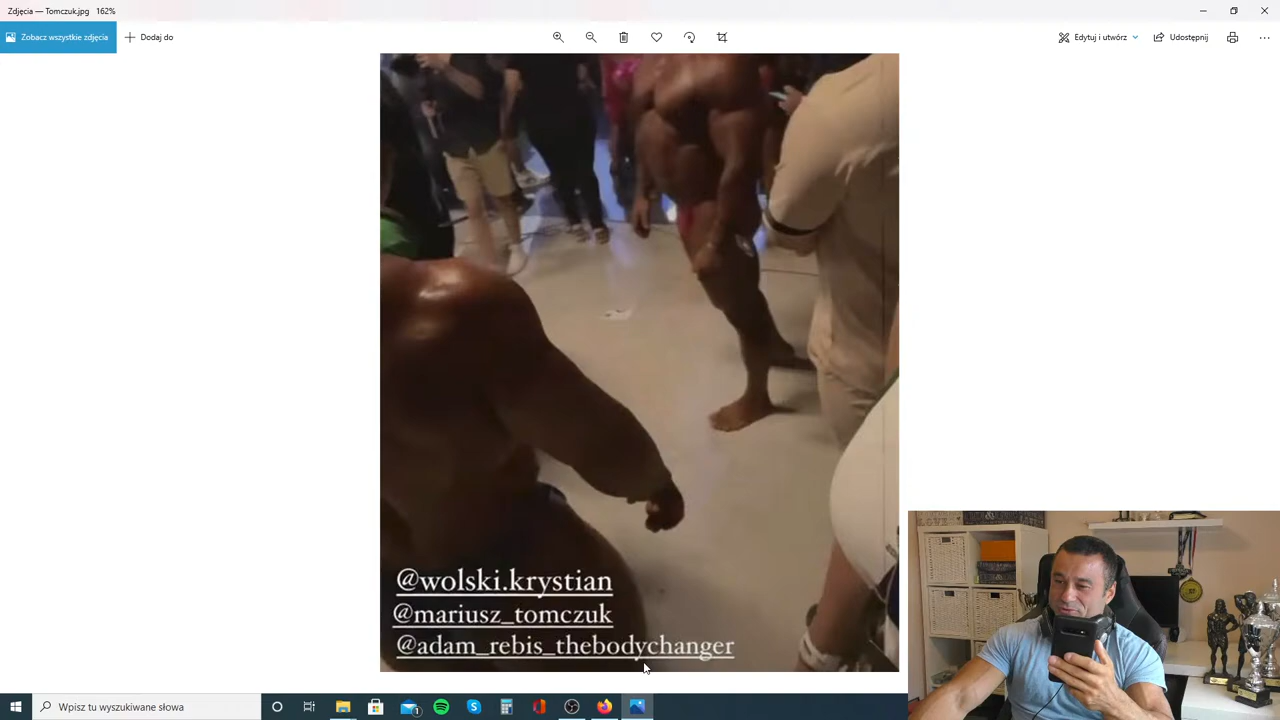 Zdjęcia — Tomczuk.jpg 162%
Zobacz wszystkie zdjęcia
Dodaj do
Edytuj i utwórz
Udostępnij
@wolski.krystian
@mariusz_tomczuk
@adam_rebis_thebodychanger
Wpisz tu wyszukiwane słowa
1